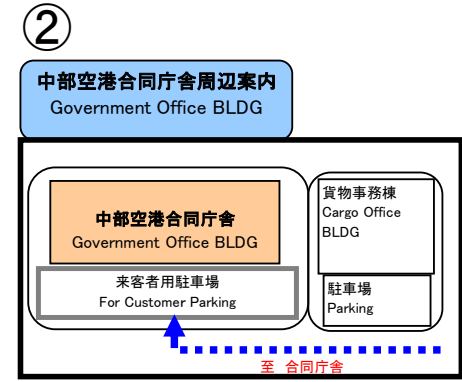 ②
中部空港合同庁舎周辺案内
Government Office BLDG
中部空港合同庁舎
Government Office BLDG
来客者用駐車場
For Customer Parking
貨物事務棟
Cargo Office
BLDG
駐車場
Parking
至 合同庁舎